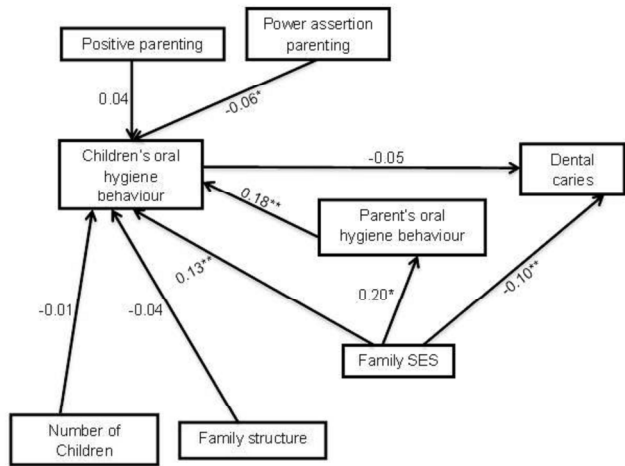 Positive parenting
Power assertion
parenting
0.04
-0.06*
Children's oral
hygiene
behaviour
-0.05
Dental
caries
0.18**
Parent's oral
hygiene behaviour
0.13**
0.20*
-0.10**
-0.01
-0.04
Family SES
Number of
Children
Family structure